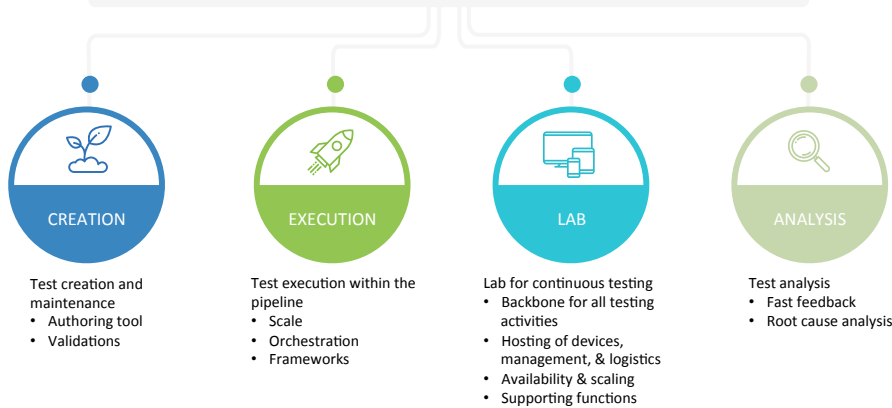 CREATION
Test creation and
maintenance
• Authoring tool
• Validations
EXECUTION
Test execution within the
pipeline
• Scale
• Orchestration
• Frameworks
LAB
Lab for continuous testing
• Backbone for all testing
activities
• Hosting of devices,
management, & logistics
• Availability & scaling
• Supporting functions
ANALYSIS
Test analysis
• Fast feedback
• Root cause analysis